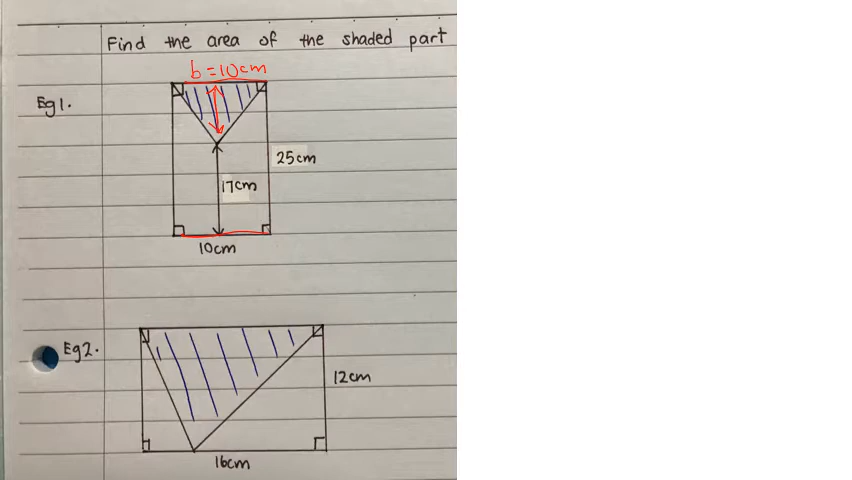 Find the area of the shaded part
b=10cm
Eg1.
25cm
17cm
10cm
Eg2.
12cm
16cm